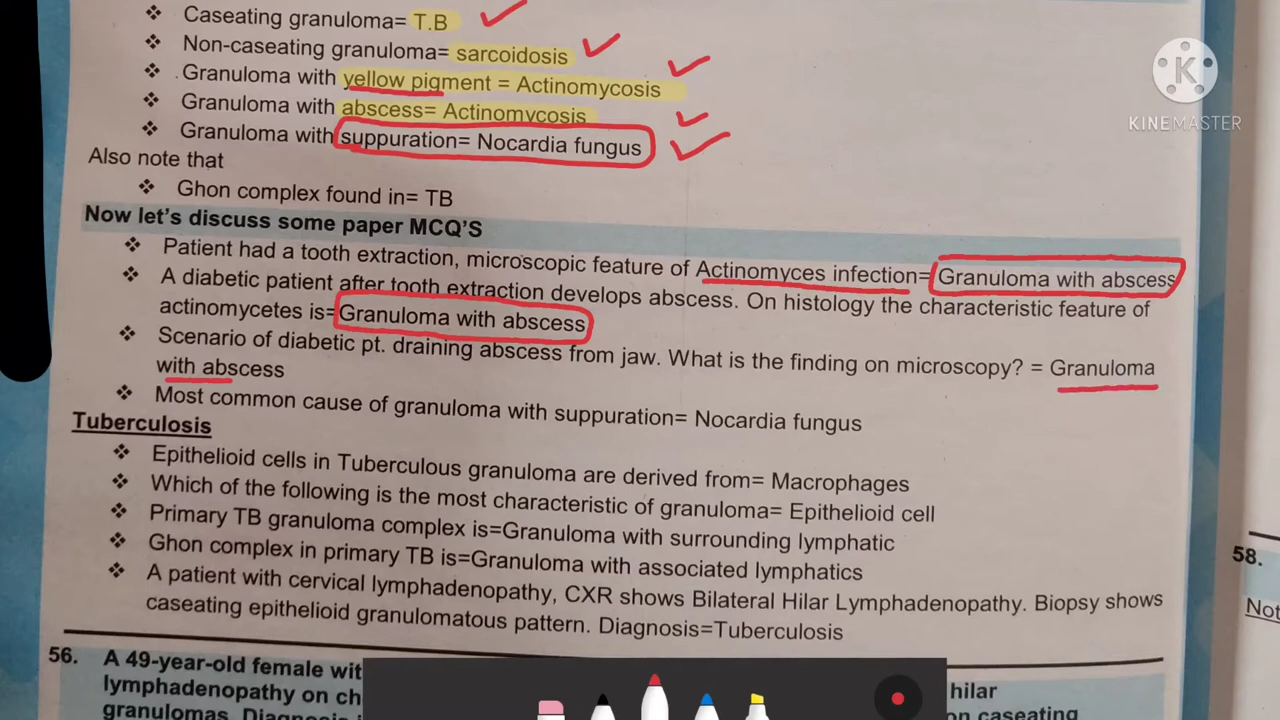 Caseating granuloma= T.B
Non-caseating granuloma= sarcoidosis
Granuloma with yellow pigment = Actinomycosis
Granuloma with abscess= Actinomycosis
Granuloma with suppuration= Nocardia fungus
Also note that
Ghon complex found in= TB
Now let's discuss some paper MCQ'S
Patient had a tooth extraction, microscopic feature of Actinomyces infection= Granuloma with abscess
A diabetic patient after tooth extraction develops abscess. On histology the characteristic feature of
actinomycetes is= Granuloma with abscess
Scenario of diabetic pt. draining abscess from jaw. What is the finding on microscopy? = Granuloma
with abscess
Most common cause of granuloma with suppuration= Nocardia fungus
Tuberculosis
Epithelioid cells in Tuberculous granuloma are derived from= Macrophages
Which of the following is the most characteristic of granuloma= Epithelioid cell
Primary TB granuloma complex is=Granuloma with surrounding lymphatic
Ghon complex in primary TB is=Granuloma with associated lymphatics
A patient with cervical lymphadenopathy, CXR shows Bilateral Hilar Lymphadenopathy. Biopsy shows
caseating epithelioid granulomatous pattern. Diagnosis=Tuberculosis
56. A 49-year-old female wit hilar
lymphadenopathy on ch on caseating
granulomas.
58.
Not
K
KINEMASTER